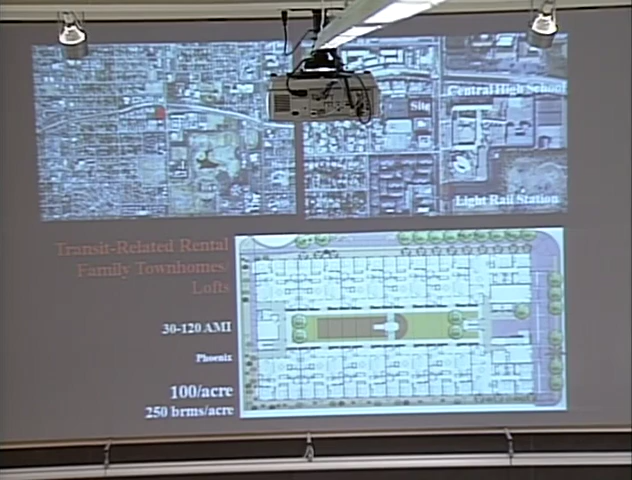 Central High School
Site
Light Rail Station
Transit-Related Rental
Family Townhomes/
Lofts
30-120 AMI
Phoenix
100/acre
250 brms/acre